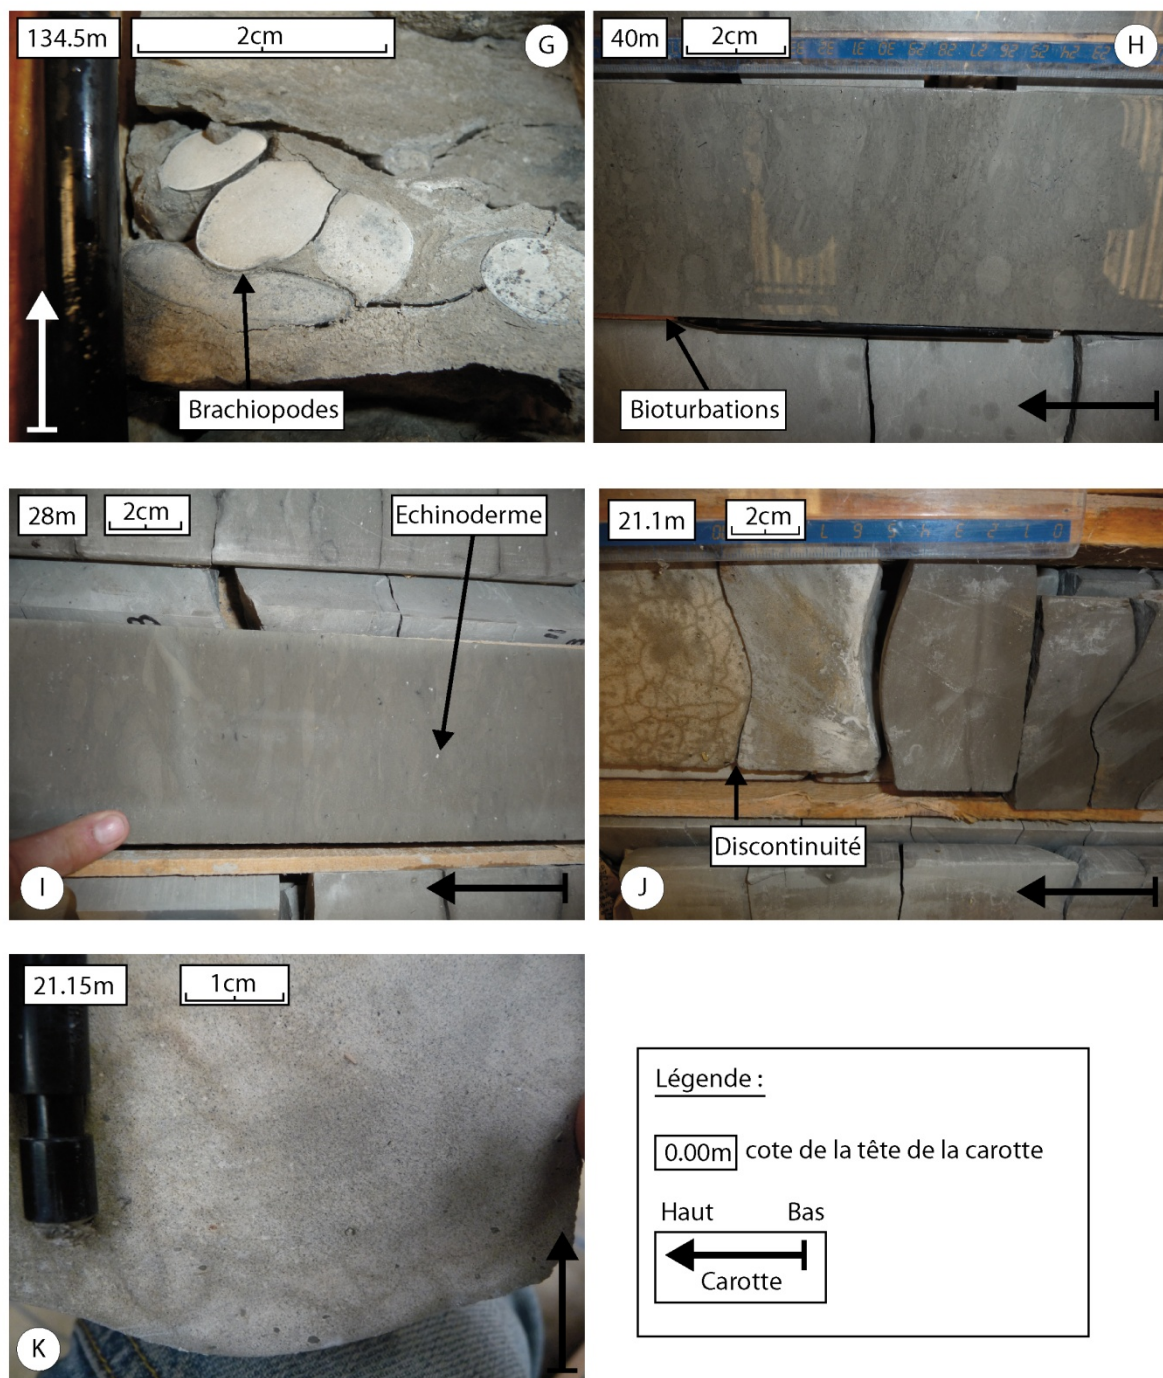 134.5m
2cm
G
Brachiopodes
40m
2cm
H
Bioturbations
28m
2cm
Echinoderme
I
21.1m
2cm
Discontinuité
J
21.15m
1cm
K
Légende :
0.00m cote de la tête de la carotte
Haut Bas
Carotte